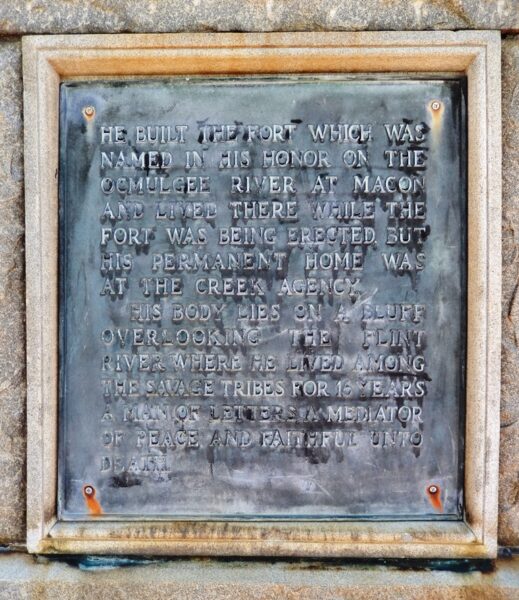 HE BUILT THE FORT WHICH WAS
NAMED IN HIS HONOR ON THE
OCMULGEE RIVER AT MACON
AND LIVED THERE WHILE THE
FORT WAS BEING ERECTED, BUT
HIS PERMANENT HOME WAS
AT THE CREEK AGENCY.
HIS BODY LIES ON A BLUFF
OVERLOOKING THE FLINT
RIVER WHERE HE LIVED AMONG
THE SAVAGE TRIBES FOR 16 YEARS
A MAN OF LETTERS, A MEDIATOR
OF PEACE AND FAITHFUL UNTO
DEATH.